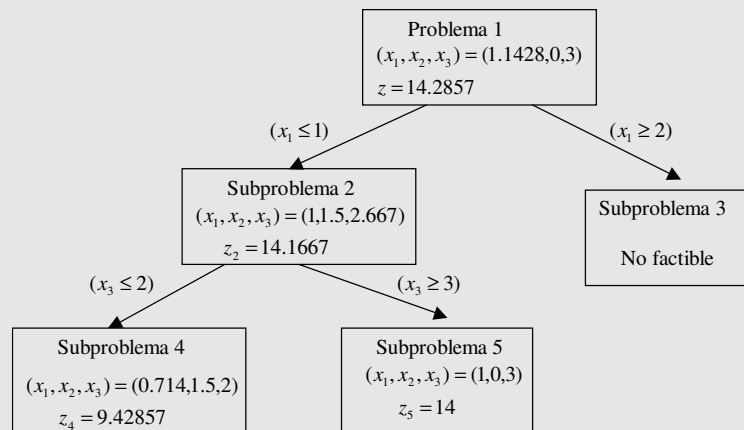 Problema 1
(x₁, x₂, x₃) = (1.1428,0,3)
z = 14.2857
(x₁ ≤ 1)
(x₁ ≥ 2)
Subproblema 2
(x₁, x₂, x₃) = (1,1.5,2.667)
z₂ = 14.1667
Subproblema 3
No factible
(x₃ ≤ 2)
(x₃ ≥ 3)
Subproblema 4
(x₁, x₂, x₃) = (0.714,1.5,2)
z₄ = 9.42857
Subproblema 5
(x₁, x₂, x₃) = (1,0,3)
z₅ = 14